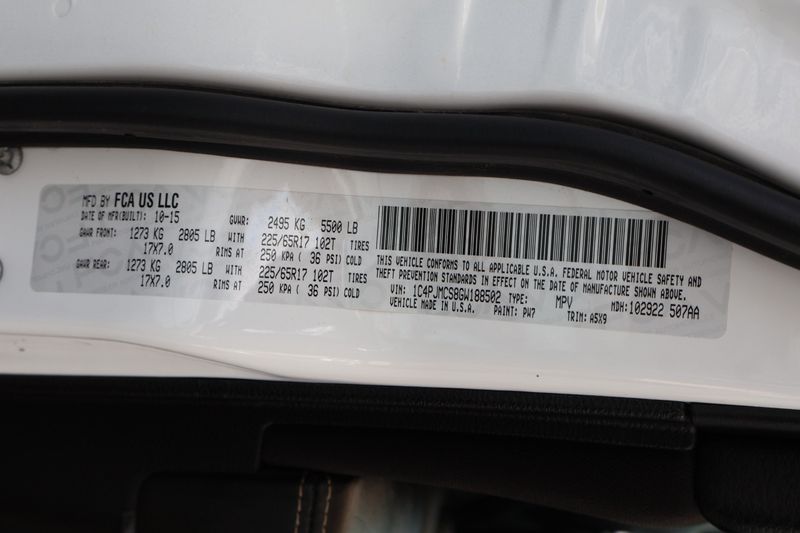 MFD BY FCA US LLC
DATE OF MFR(BUILT): 10-15 GVWR: 2495 KG 5500 LB
GAWR FRONT: 1273 KG 2805 LB WITH 225/65R17 102T TIRES
17X7.0 RIMS AT 250 KPA ( 36 PSI) COLD
GAWR REAR: 1273 KG 2805 LB WITH 225/65R17 102T TIRES
17X7.0 RIMS AT 250 KPA ( 36 PSI) COLD
THIS VEHICLE CONFORMS TO ALL APPLICABLE U.S.A. FEDERAL MOTOR VEHICLE SAFETY AND
THEFT PREVENTION STANDARDS IN EFFECT ON THE DATE OF MANUFACTURE SHOWN ABOVE.
VIN: 1C4PJMCS8GW188502 TYPE: MPV MDH: 102922 507AA
VEHICLE MADE IN U.S.A. PAINT: PW7 TRIM: A5X9